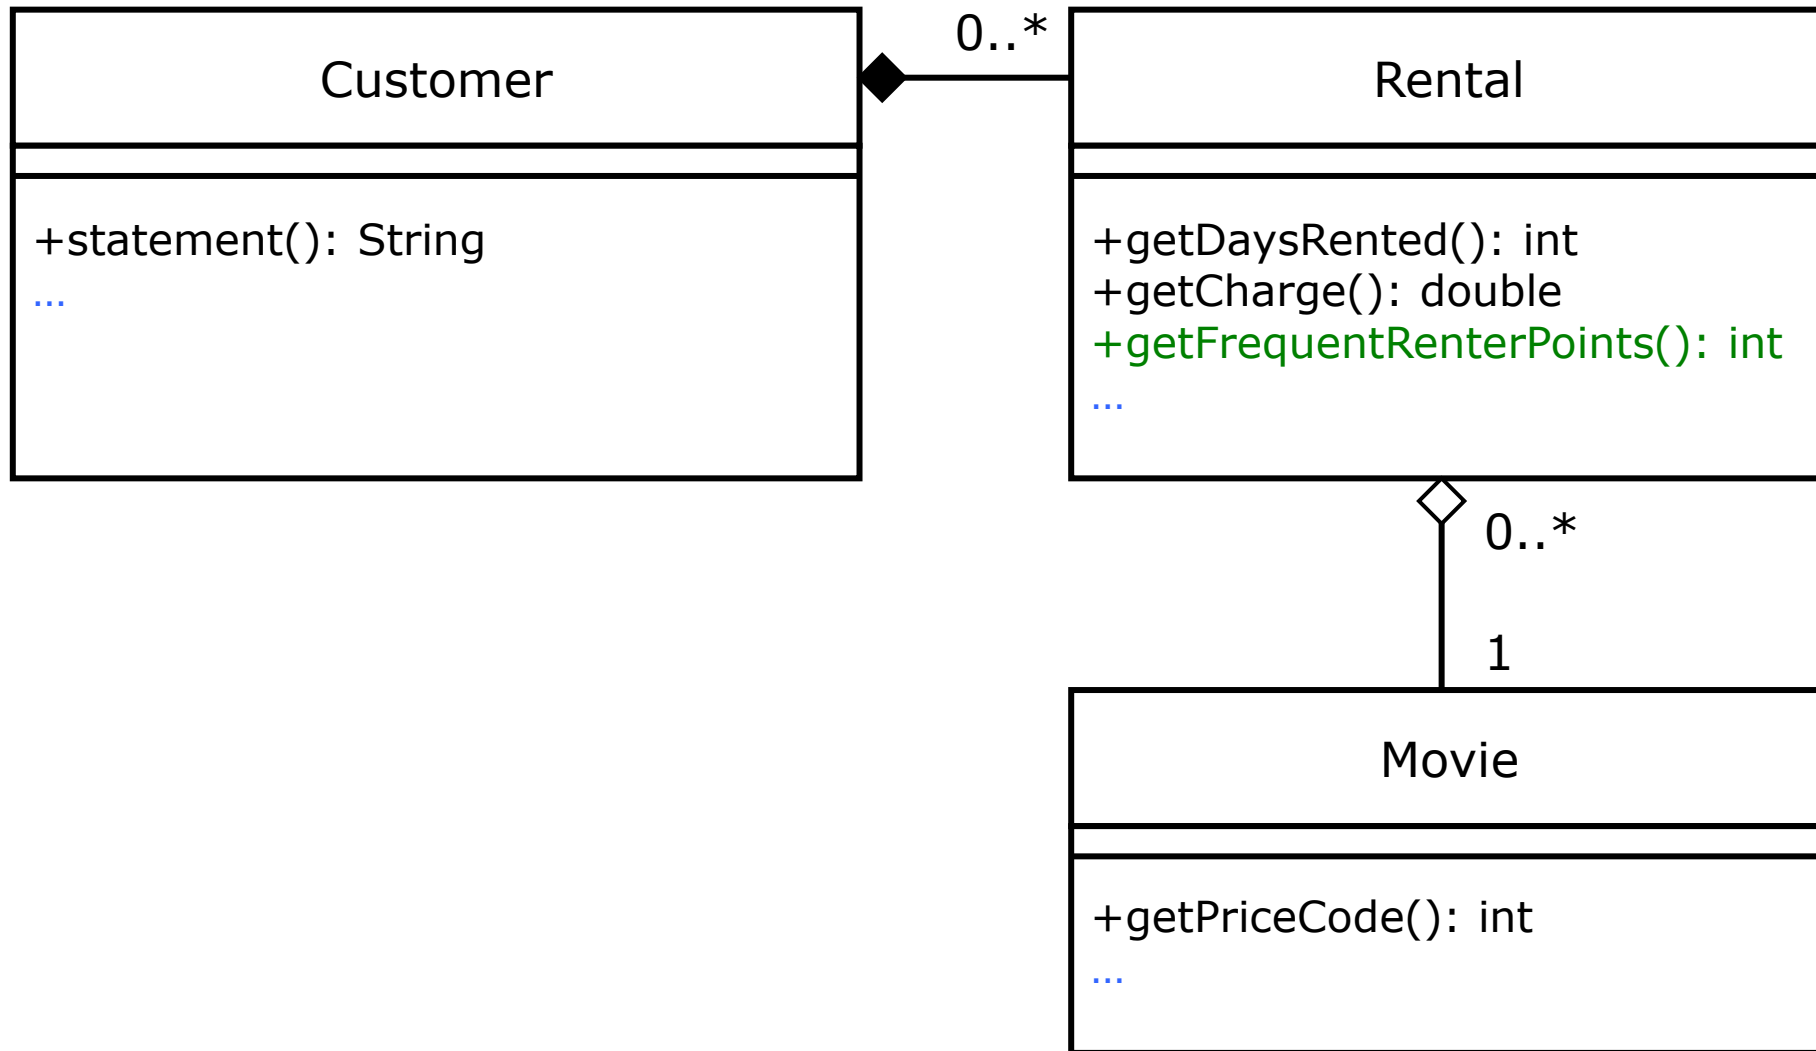 Customer
+statement(): String
...
0..*
Rental
+getDaysRented(): int
+getCharge(): double
+getFrequentRenterPoints(): int
...
0..*
1
Movie
+getPriceCode(): int
...